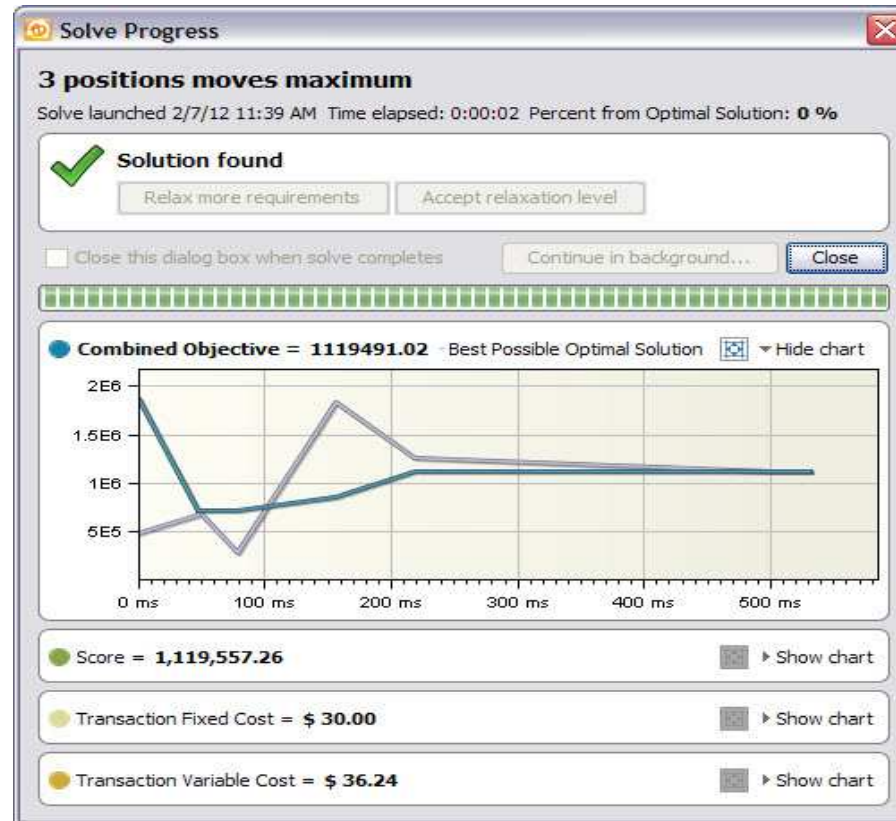 Solve Progress
3 positions moves maximum
Solve launched 2/7/12 11:39 AM Time elapsed: 0:00:02 Percent from Optimal Solution: 0 %
Solution found
Relax more requirements Accept relaxation level
Close this dialog box when solve completes Continue in background... Close
Combined Objective = 1119491.02 Best Possible Optimal Solution Hide chart
2E6
1.5E6
1E6
5E5
0 ms 100 ms 200 ms 300 ms 400 ms 500 ms
Score = 1,119,557.26 Show chart
Transaction Fixed Cost = $ 30.00 Show chart
Transaction Variable Cost = $ 36.24 Show chart